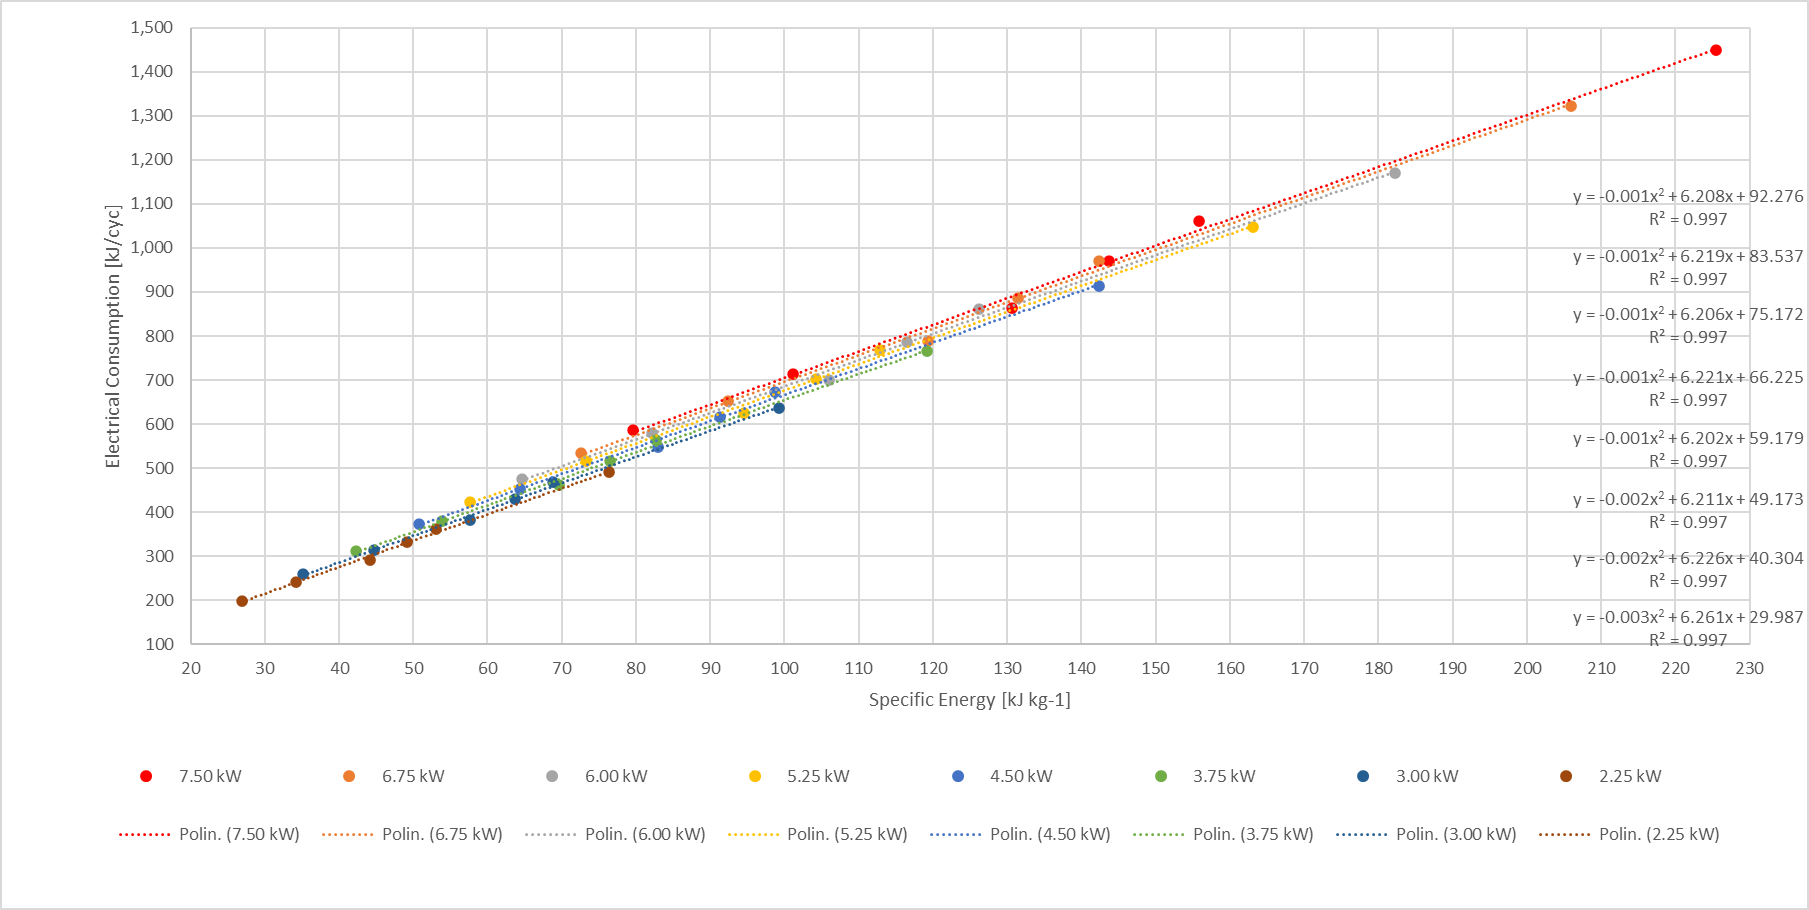 1,500
1,400
1,300
1,200
1,100
1,000
900
800
700
600
500
400
300
200
100
Electrical Consumption [kJ/cyc]
y = -0.001x² + 6.208x + 92.276
R² = 0.997
y = -0.001x² + 6.219x + 83.537
R² = 0.997
y = -0.001x² + 6.206x + 75.172
R² = 0.997
y = -0.001x² + 6.221x + 66.225
R² = 0.997
y = -0.001x² + 6.202x + 59.179
R² = 0.997
y = -0.002x² + 6.211x + 49.173
R² = 0.997
y = -0.002x² + 6.226x + 40.304
R² = 0.997
y = -0.003x² + 6.261x + 29.987
R² = 0.997
20 30 40 50 60 70 80 90 100 110 120 130 140 150 160 170 180 190 200 210 220 230
Specific Energy [kJ kg-1]
7.50 kW 6.75 kW 6.00 kW 5.25 kW 4.50 kW 3.75 kW 3.00 kW 2.25 kW
Polin. (7.50 kW) Polin. (6.75 kW) Polin. (6.00 kW) Polin. (5.25 kW) Polin. (4.50 kW) Polin. (3.75 kW) Polin. (3.00 kW) Polin. (2.25 kW)